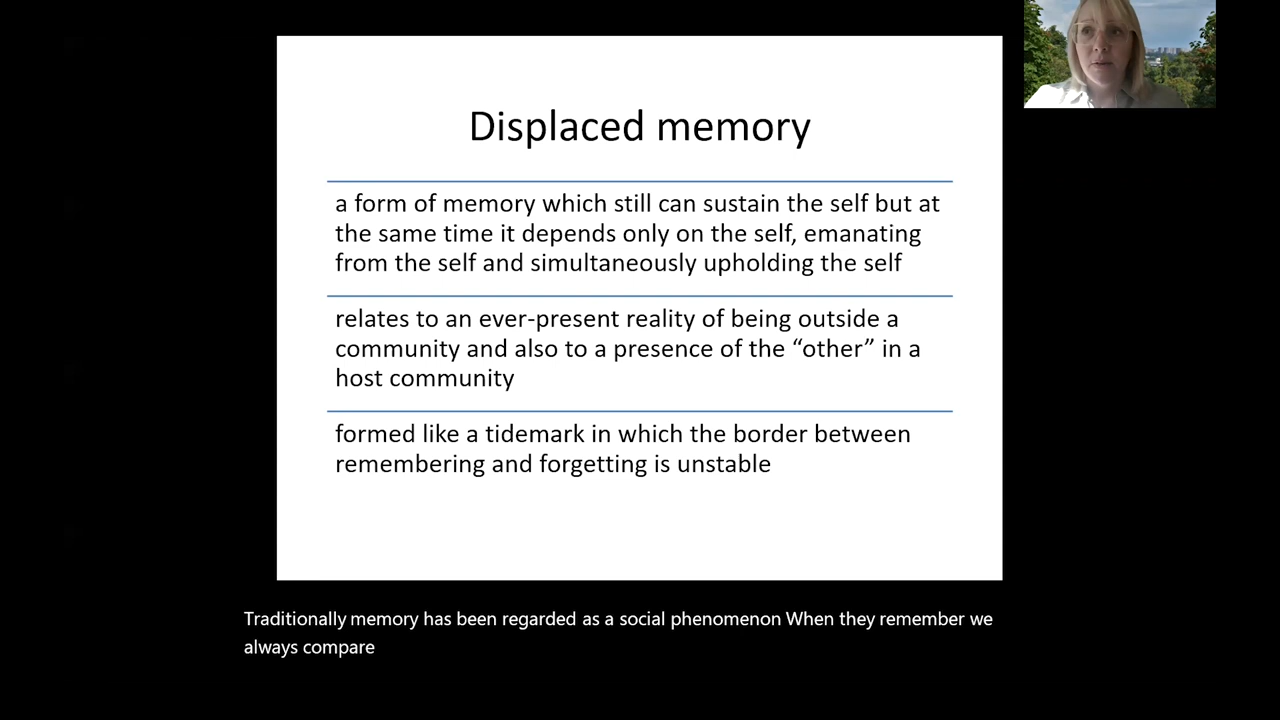 Displaced memory
a form of memory which still can sustain the self but at
the same time it depends only on the self, emanating
from the self and simultaneously upholding the self
relates to an ever-present reality of being outside a
community and also to a presence of the “other” in a
host community
formed like a tidemark in which the border between
remembering and forgetting is unstable
Traditionally memory has been regarded as a social phenomenon When they remember we
always compare